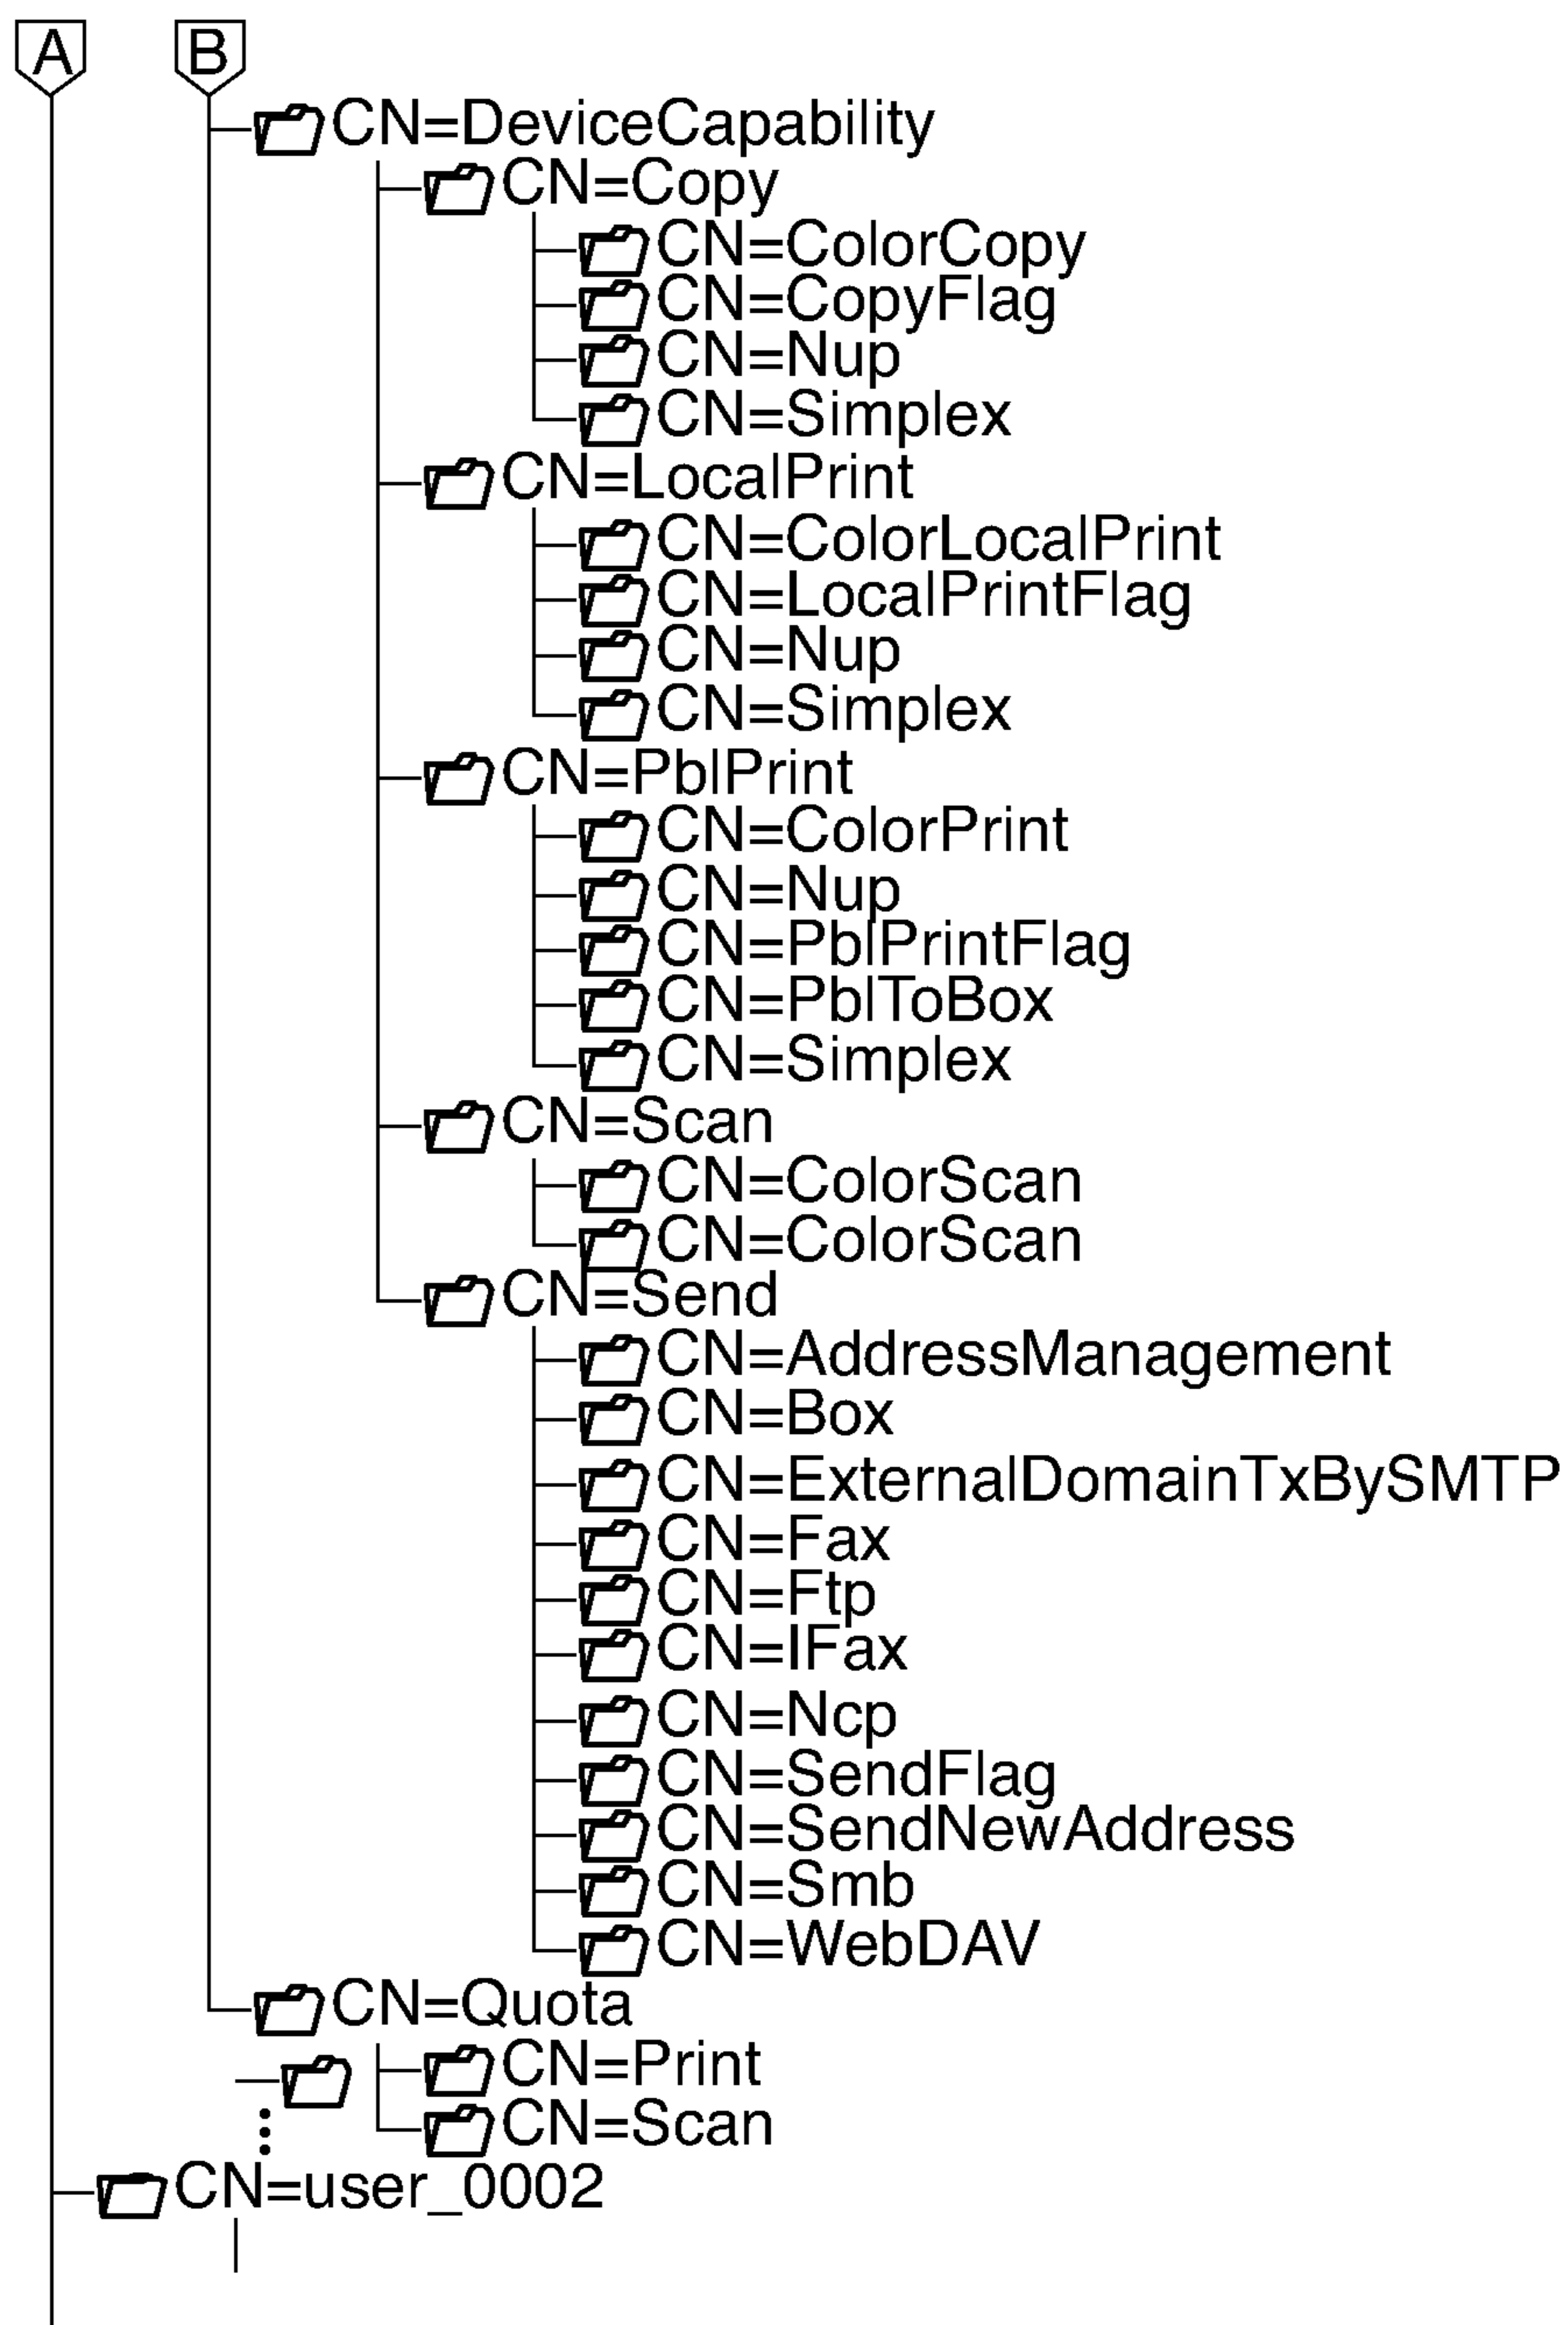 A B
CN=DeviceCapability
CN=Copy
CN=ColorCopy
CN=CopyFlag
CN=Nup
CN=Simplex
CN=LocalPrint
CN=ColorLocalPrint
CN=LocalPrintFlag
CN=Nup
CN=Simplex
CN=PblPrint
CN=ColorPrint
CN=Nup
CN=PblPrintFlag
CN=PblToBox
CN=Simplex
CN=Scan
CN=ColorScan
CN=ColorScan
CN=Send
CN=AddressManagement
CN=Box
CN=ExternalDomainTxBySMTP
CN=Fax
CN=Ftp
CN=IFax
CN=Ncp
CN=SendFlag
CN=SendNewAddress
CN=Smb
CN=WebDAV
CN=Quota
CN=Print
CN=Scan
CN=user_0002